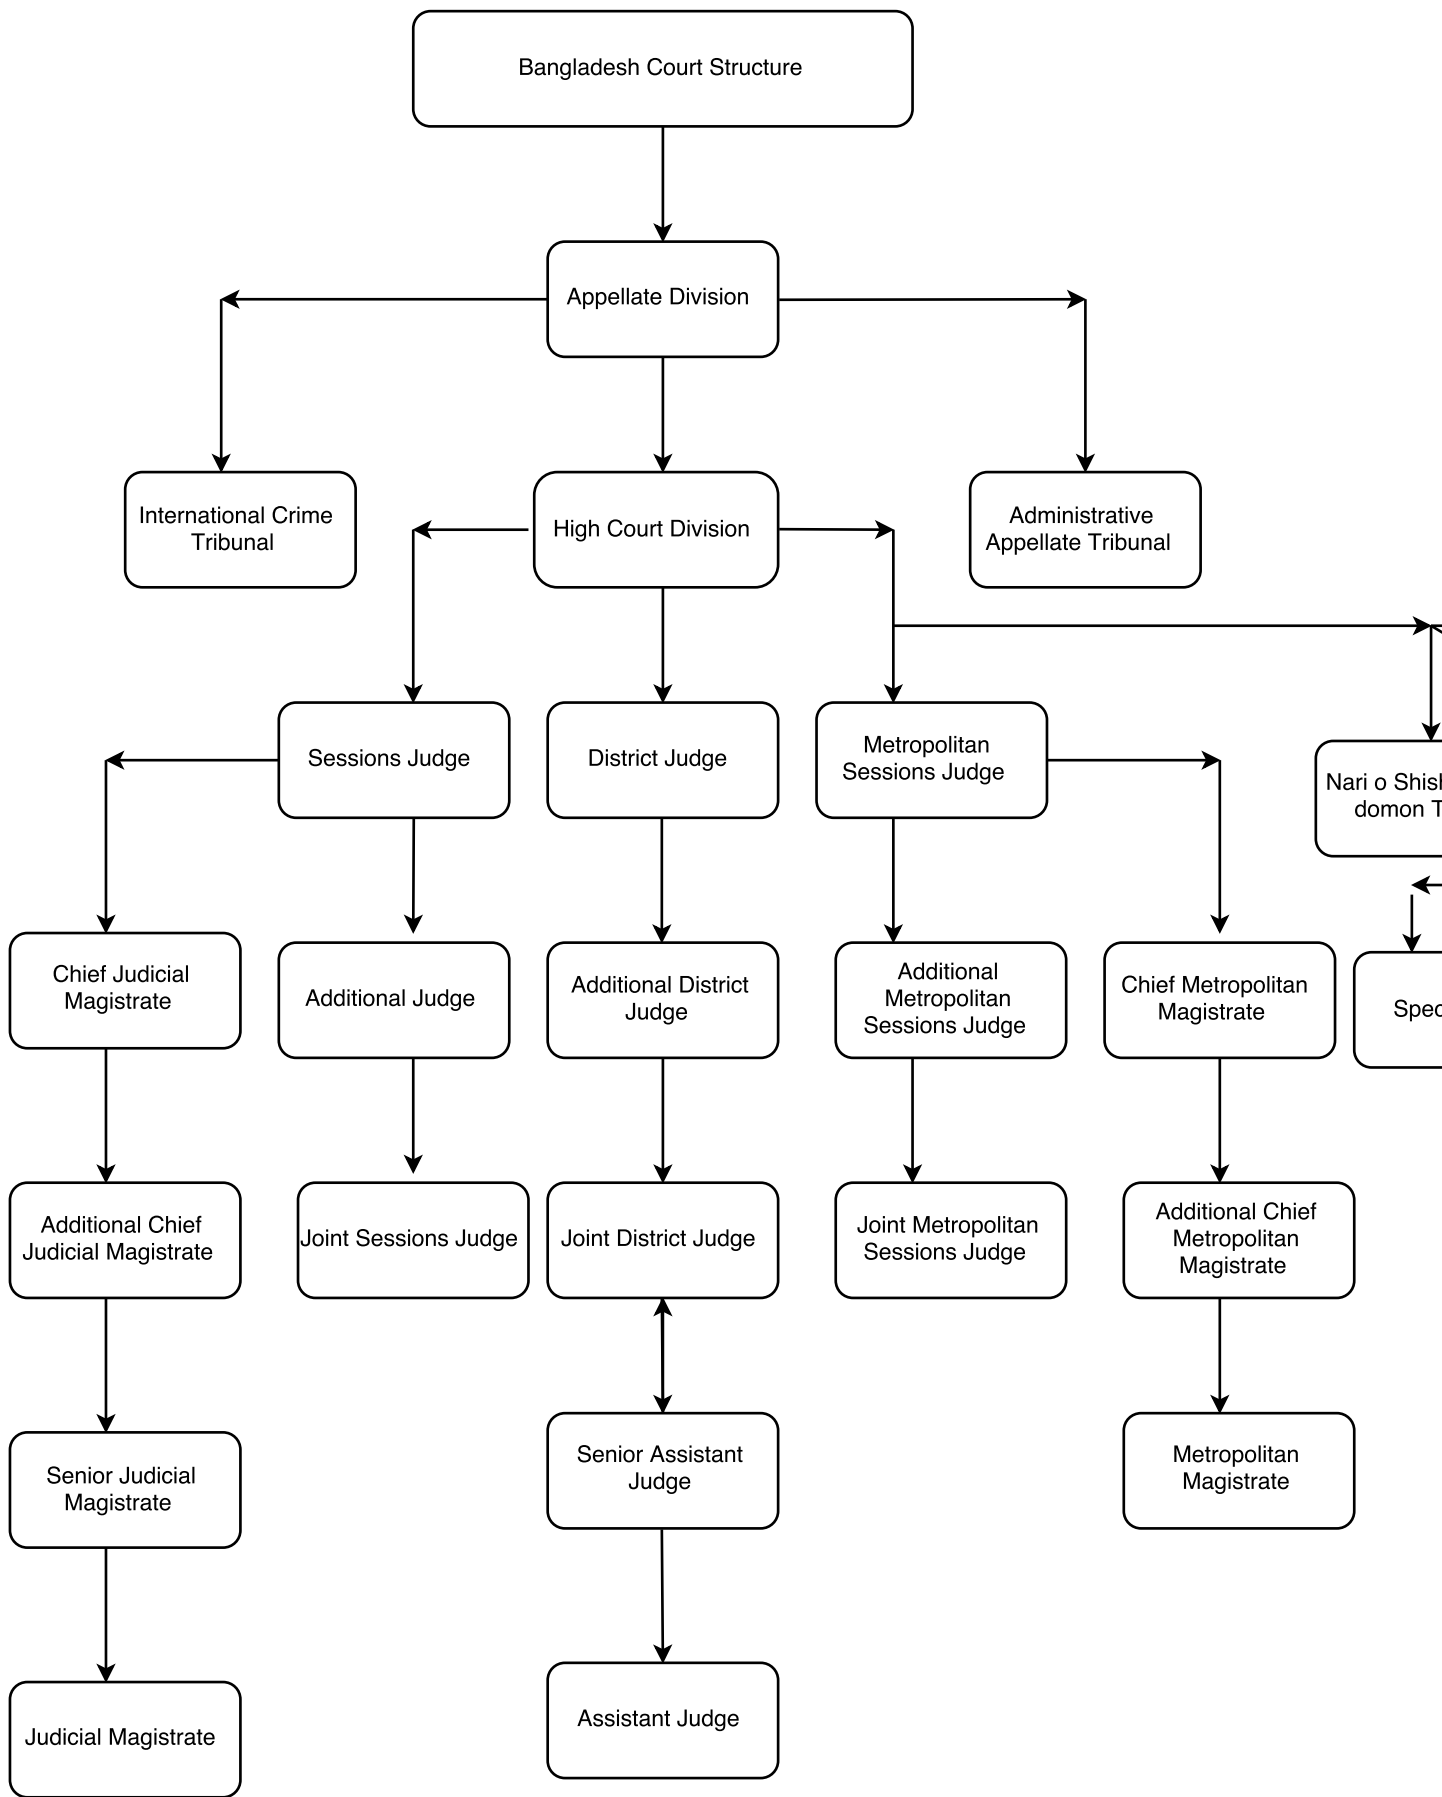 Bangladesh Court Structure
Appellate Division
International Crime
Tribunal
High Court Division
Administrative
Appellate Tribunal
Sessions Judge
District Judge
Metropolitan
Sessions Judge
Nari o
domon
Chief Judicial
Magistrate
Additional Judge
Additional District
Judge
Additional
Metropolitan
Sessions Judge
Chief Metropolitan
Magistrate
Additional Chief
Judicial Magistrate
Joint Sessions Judge
Joint District Judge
Joint Metropolitan
Sessions Judge
Additional Chief
Metropolitan
Magistrate
Senior Judicial
Magistrate
Senior Assistant
Judge
Metropolitan
Magistrate
Judicial Magistrate
Assistant Judge